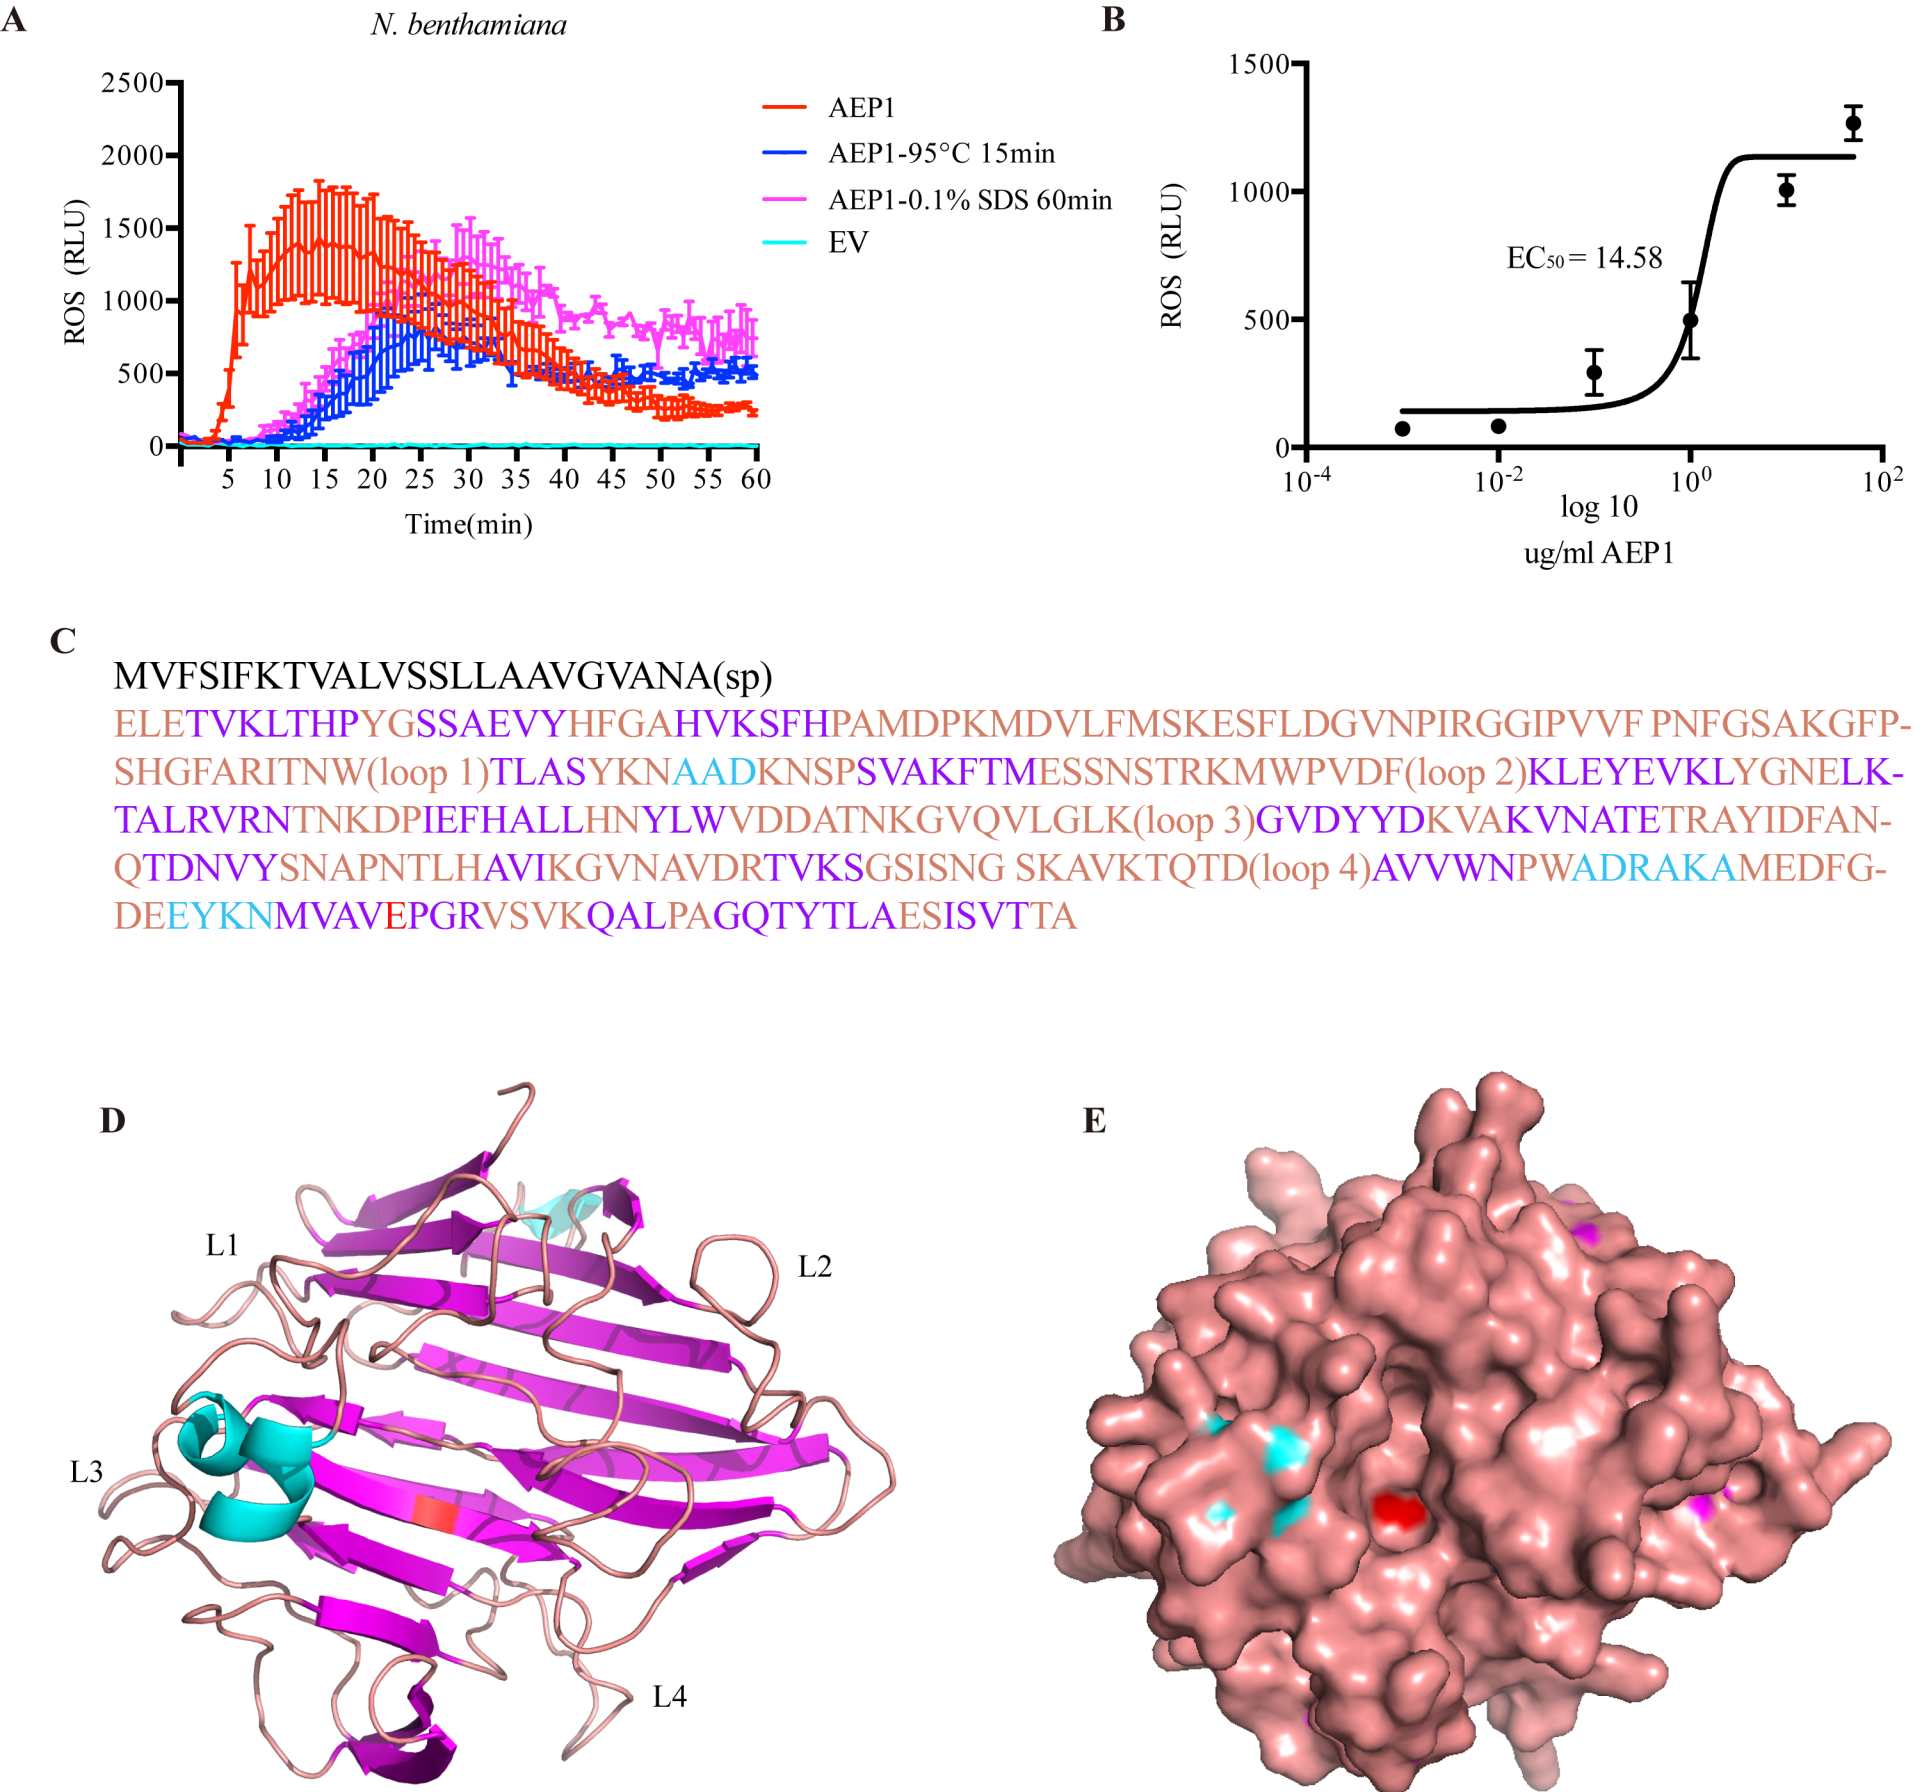 A
N. benthamiana
ROS (RLU)
2500
2000
1500
1000
500
0
5 10 15 20 25 30 35 40 45 50 55 60
Time(min)
AEP1
AEP1-95°C 15min
AEP1-0.1% SDS 60min
EV
B
ROS (RLU)
1500
1000
500
0
EC50 = 14.58
10-4 10-2 100 102
log 10
ug/ml AEP1
C
MVFSIFKTVALVSSLLAAVGVANA(sp)
ELETVKLTHPYGSSAEVYHFGAHVKSFHPAMDPKMDVLFMSKESFLDGVNPIRGGIPVVFPNFGSAKGFP-
SHGFARITNW(loop 1)TLASYKNAADKNSPSVAKFTMESSNSTRKMWPVDF(loop 2)KLEYEVKLYGNELK-
TALRVRNTNKDPIEFHALLHNYLWVDDATNKGVQVLGLK(loop 3)GVDYYDKVAKVNATETRAYIDFAN-
QTDNVYSNAPNTLHAVIKGVNAVDRTVKSGSISNG SKAVKTQTD(loop 4)AVVWNPWADRAKAMEDFG-
DEEYKNMVAVEPGRVSVKQALPAGQTYTLAESISVTTA
D
L1
L2
L3
L4
E